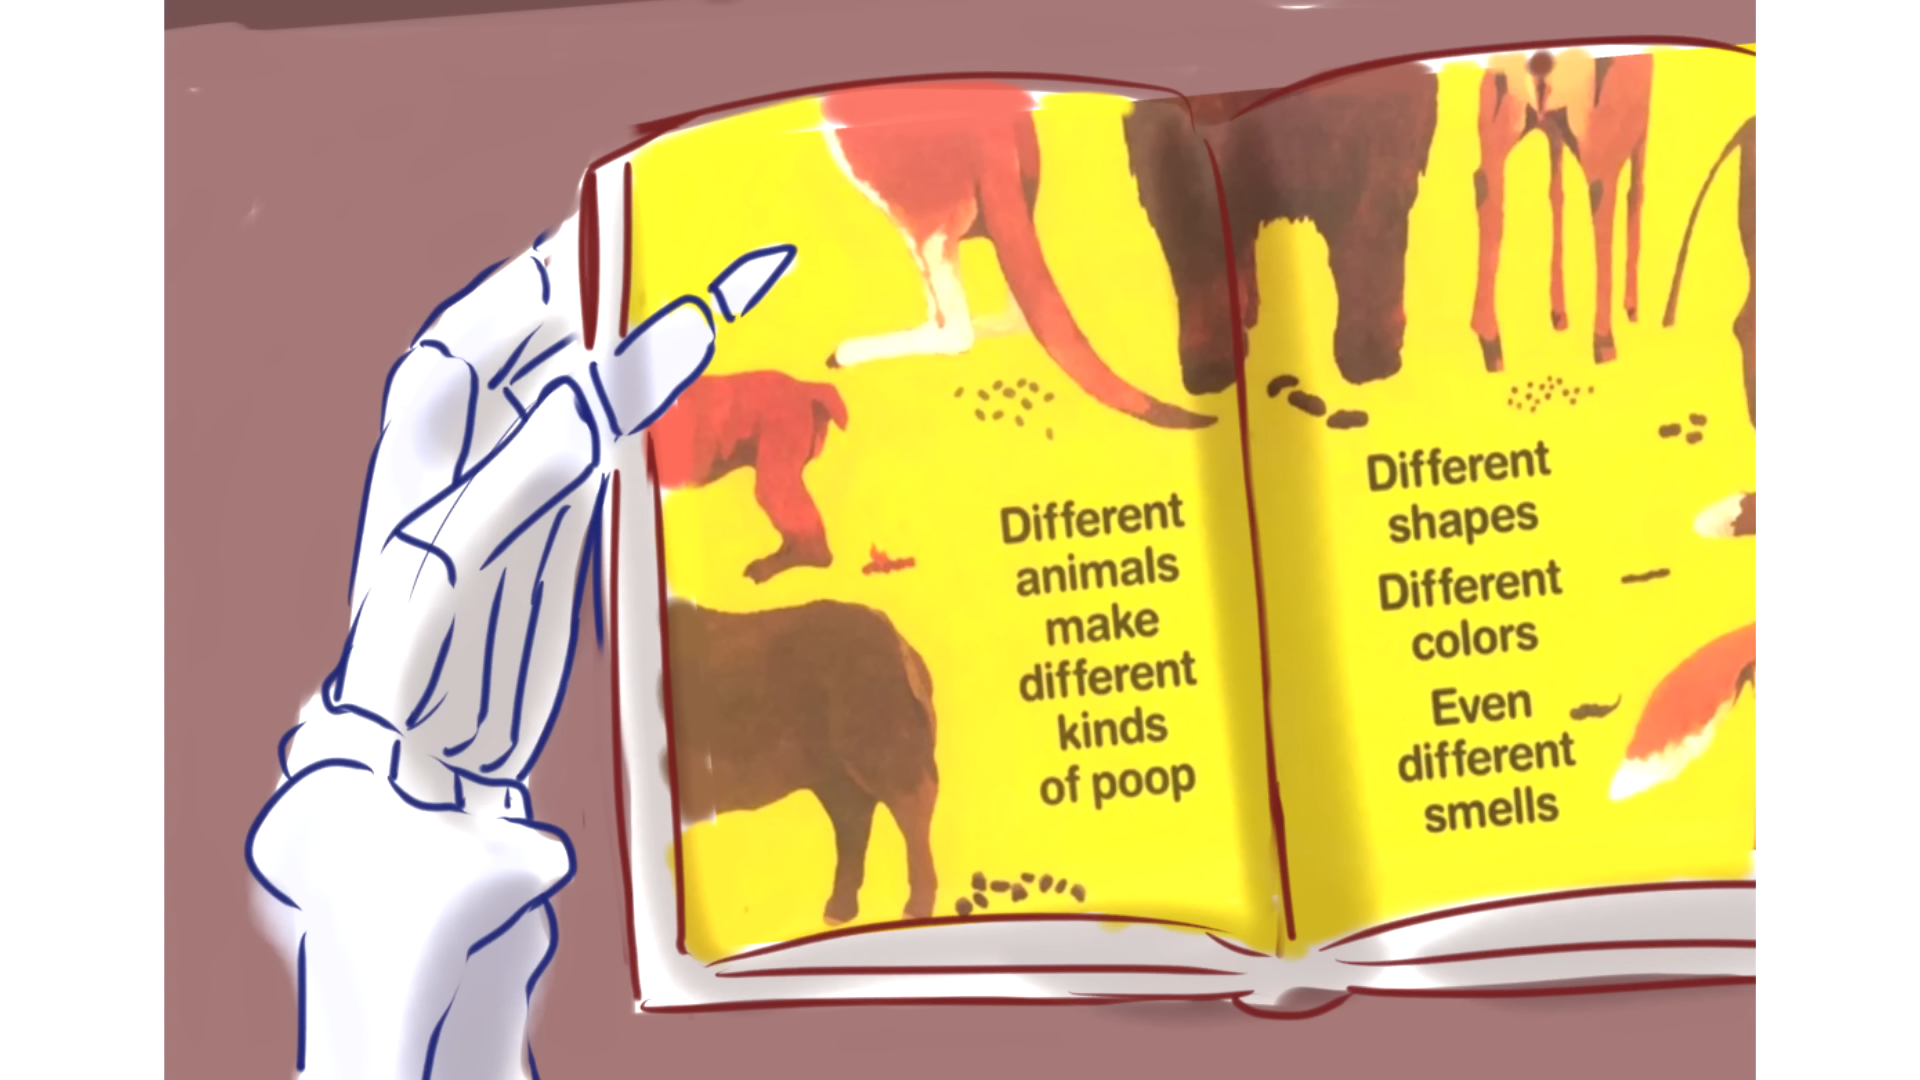 Different
animals
make
different
kinds
of poop
Different
shapes
Different
colors
Even
different
smells